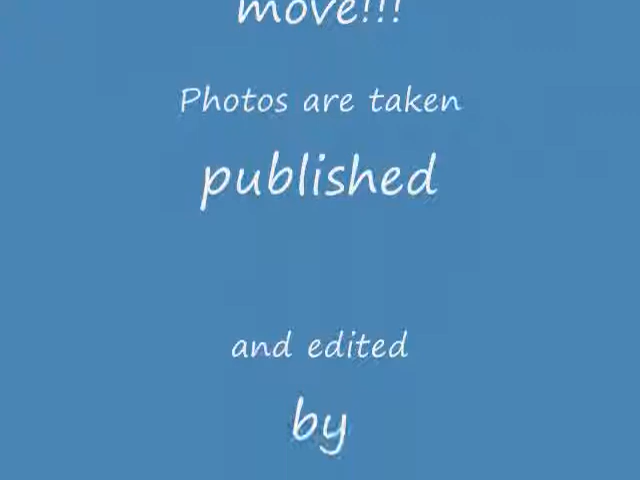 move!!!
Photos are taken
published
and edited
by